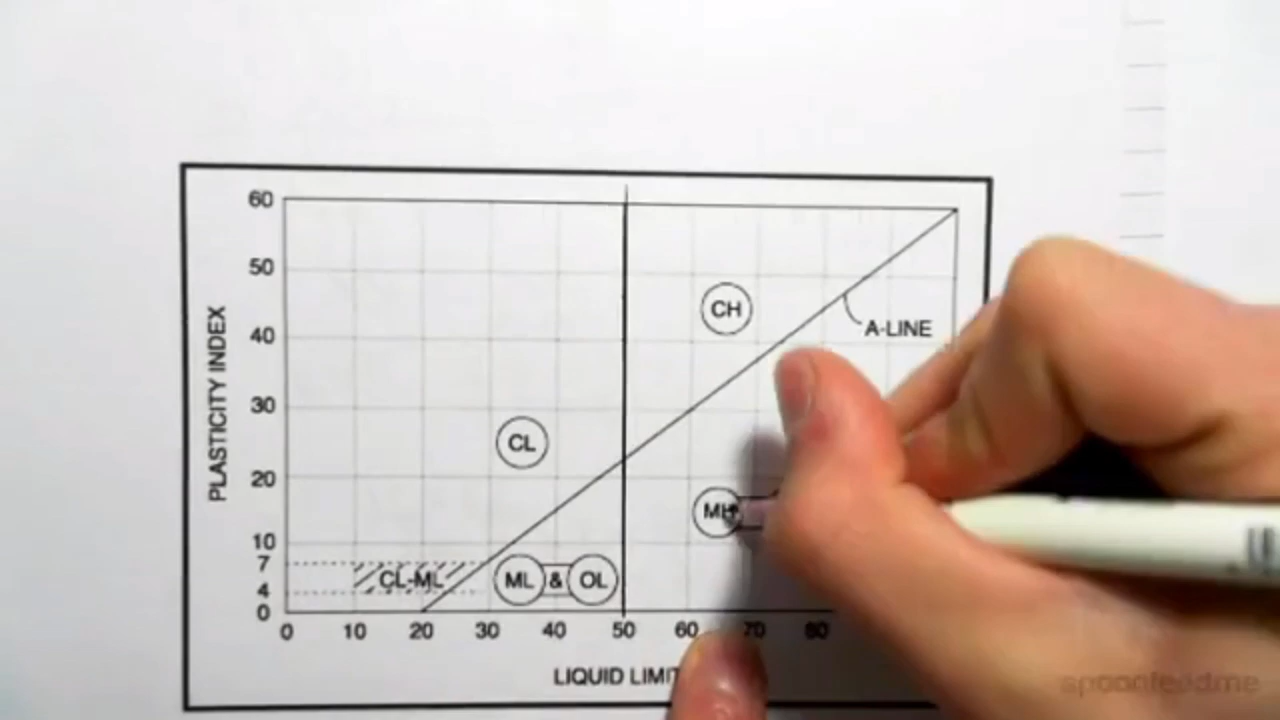 60
50
CH
40
A-LINE
PLASTICITY INDEX
30
CL
20
MH
10
7
CL-ML
ML & OL
4
0
0 10 20 30 40 50 60 70 80
LIQUID LIMIT
spoonfeedme